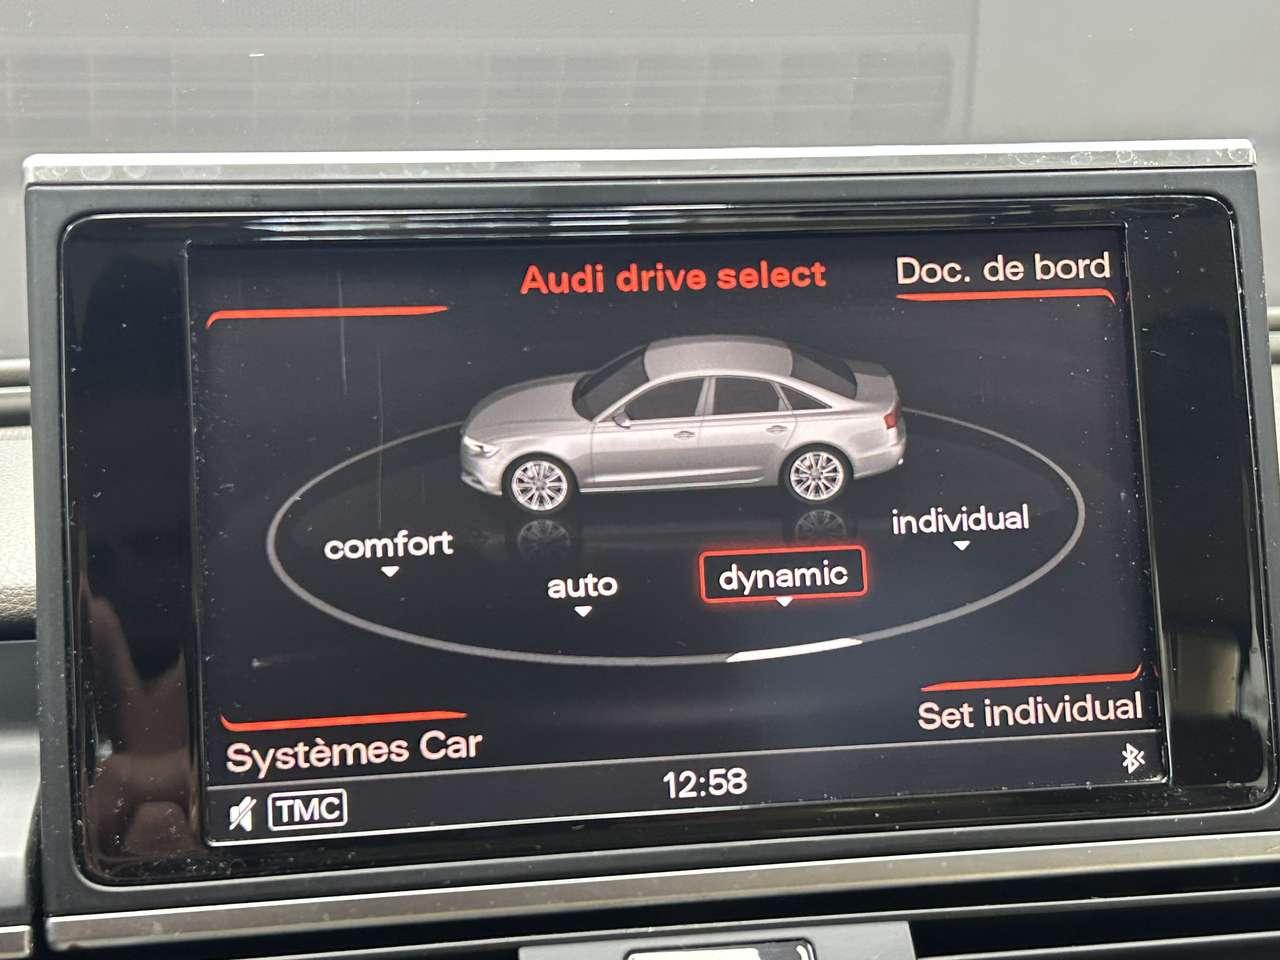 Audi drive select
Doc. de bord
comfort
auto
dynamic
individual
Systèmes Car
Set individual
TMC
12:58